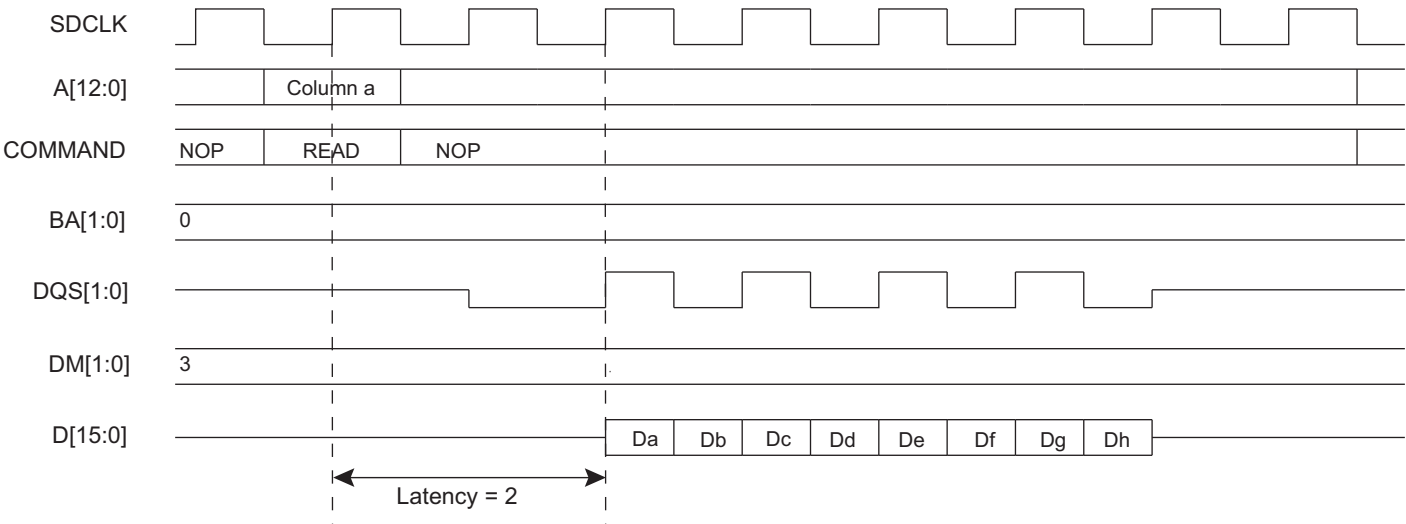 SDCLK
A[12:0] Column a
COMMAND NOP READ NOP
BA[1:0] 0
DQS[1:0]
DM[1:0] 3
D[15:0] Da Db Dc Dd De Df Dg Dh
Latency = 2